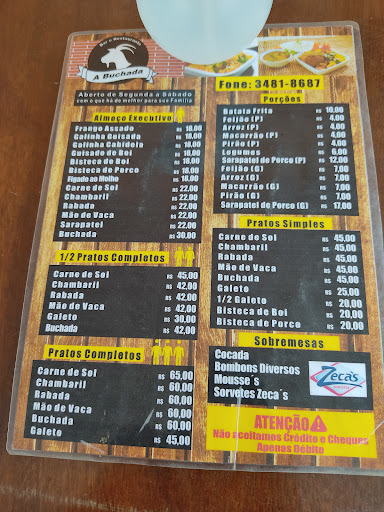 Bar e Restaurante
A Buchada
Aberto de Segunda a Sábado
com o que há de melhor para sua Família
Almoço Executivo
Frango Assado R$ 18,00
Galinha Guisada R$ 18,00
Galinha Cabidela R$ 18,00
Guisado de Boi R$ 18,00
Bisteca de Boi R$ 18,00
Bisteca de Porco R$ 18,00
Fígado ao Molho R$ 18,00
Carne de Sol R$ 22,00
Chambaril R$ 22,00
Rabada R$ 22,00
Mão de Vaca R$ 22,00
Sarapatel R$ 22,00
Buchada R$ 30,00
1/2 Pratos Completos
Carne de Sol R$ 45,00
Chambaril R$ 42,00
Rabada R$ 42,00
Mão de Vaca R$ 42,00
Galeto R$ 30,00
Buchada R$ 42,00
Pratos Completos
Carne de Sol R$ 65,00
Chambaril R$ 60,00
Rabada R$ 60,00
Mão de Vaca R$ 60,00
Buchada R$ 60,00
Galeto R$ 45,00
Fone: 3481-8687
Porções
Batata Frita R$ 10,00
Feijão (P) R$ 4,00
Arroz (P) R$ 4,00
Macarrão (P) R$ 4,00
Pirão (P) R$ 4,00
Legumes R$ 6,00
Sarapatel de Porco (P) R$ 12,00
Feijão (G) R$ 7,00
Arroz (G) R$ 7,00
Macarrão (G) R$ 7,00
Pirão (G) R$ 7,00
Sarapatel de Porco (G) R$ 17,00
Pratos Simples
Carne de Sol R$ 45,00
Chambaril R$ 45,00
Rabada R$ 45,00
Mão de Vaca R$ 45,00
Buchada R$ 45,00
Galeto R$ 25,00
1/2 Galeto R$ 20,00
Bisteca de Boi R$ 20,00
Bisteca de Porco R$ 20,00
Sobremesas
Cocada
Bombons Diversos
Mousse´s
Sorvetes Zeca´s
Zeca's
ATENÇÃO
Não aceitamos Crédito e Cheques
Apenas Débito